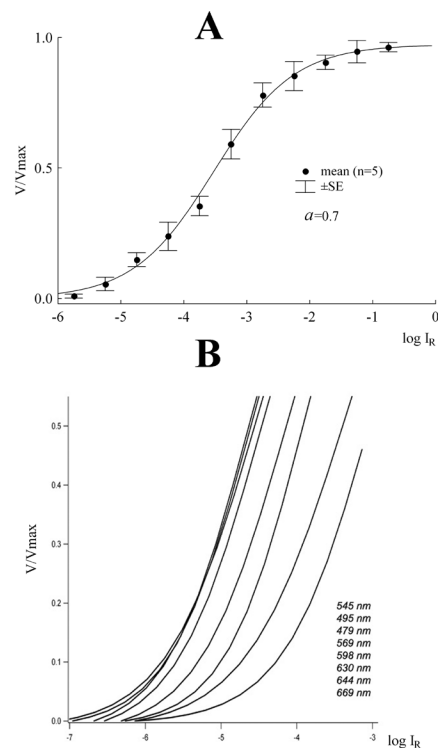 A
1.0
0.5
0.0
V/Vmax
mean (n=5)
±SE
a=0.7
-6 -5 -4 -3 -2 -1 0
log IR
B
0.5
0.4
0.3
0.2
0.1
0.0
V/Vmax
545 nm
495 nm
479 nm
569 nm
598 nm
630 nm
644 nm
669 nm
-7 -6 -5 -4 -3
log IR